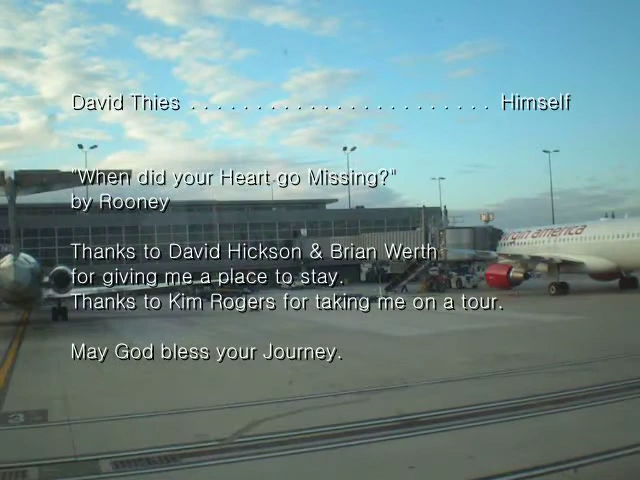 David Thies . . . . . . . . . . . . . . . . . . . . . . . Himself
"When did your Heart go Missing?"
by Rooney
Thanks to David Hickson & Brian Werth
for giving me a place to stay.
Thanks to Kim Rogers for taking me on a tour.
May God bless your Journey.
virgin america
3